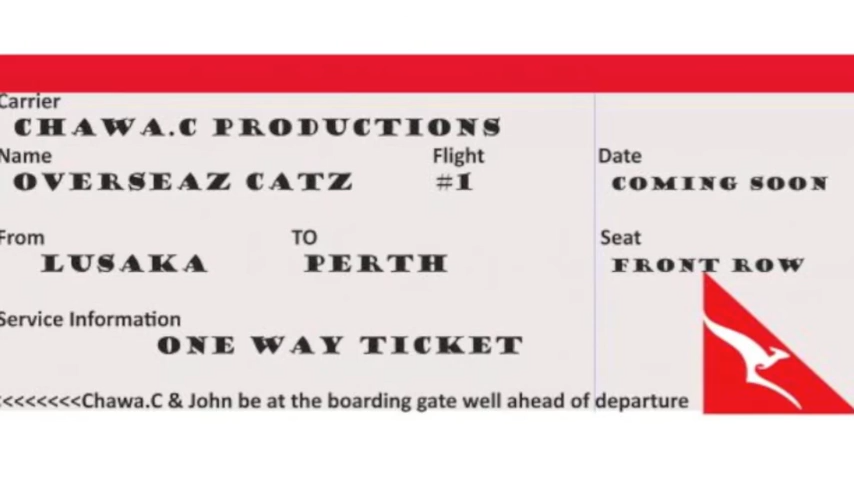 Carrier
CHAWA.C PRODUCTIONS
Name Flight Date
OVERSEAZ CATZ #1 COMING SOON
From TO Seat
LUSAKA PERTH FRONT ROW
Service Information
ONE WAY TICKET
<<<<<<<<Chawa.C & John be at the boarding gate well ahead of departure